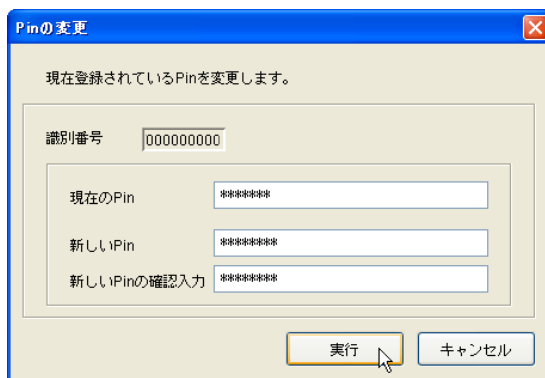 Pinの変更
現在登録されているPinを変更します。
識別番号 000000000
現在のPin *******
新しいPin ********
新しいPinの確認入力 ********
実行 キャンセル